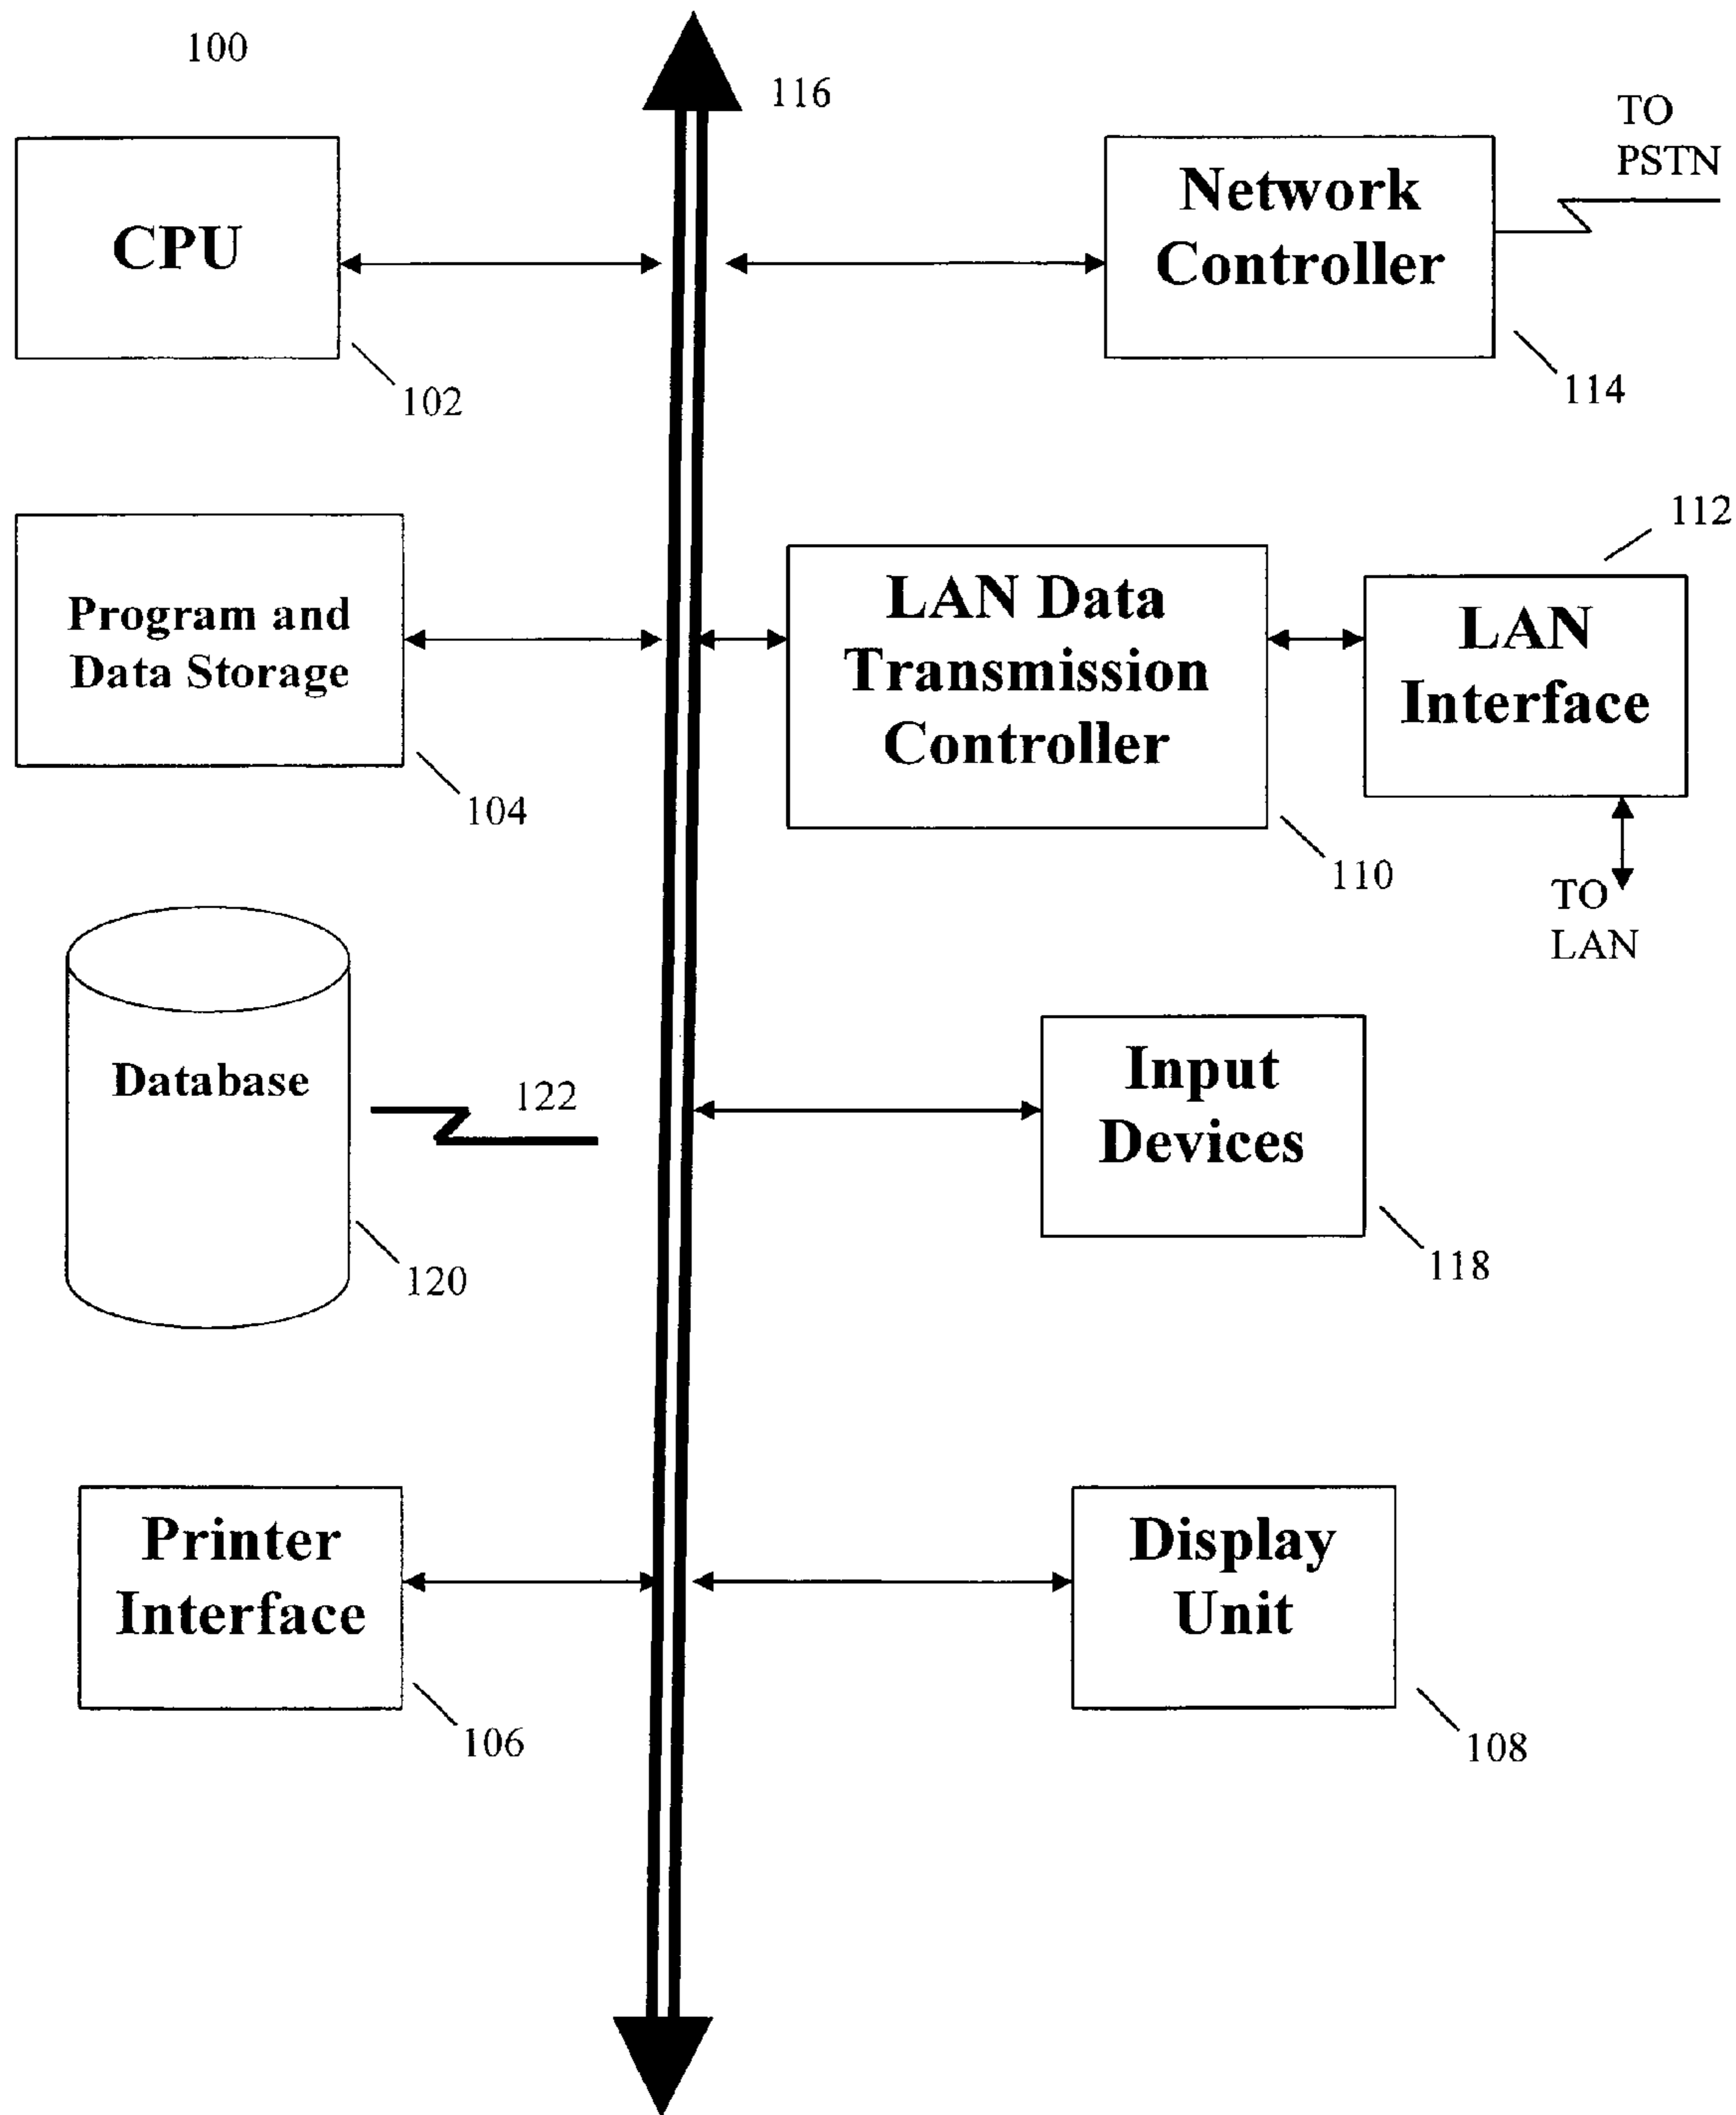 100
116
TO
PSTN
CPU
Network
Controller
102
114
112
Program and
Data Storage
LAN Data
Transmission
Controller
LAN
Interface
104
110
TO
LAN
Database
122
Input
Devices
120
118
Printer
Interface
Display
Unit
106
108